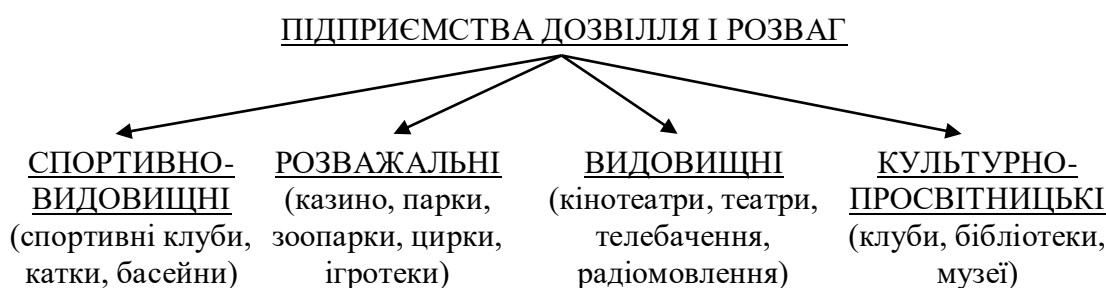 ПІДПРИЄМСТВА ДОЗВІЛЛЯ І РОЗВАГ
СПОРТИВНО-
ВИДОВИЩНІ
(спортивні клуби,
катки, басейни)
РОЗВАЖАЛЬНІ
(казино, парки,
зоопарки, цирки,
ігротеки)
ВИДОВИЩНІ
(кінотеатри, театри,
телебачення,
радіомовлення)
КУЛЬТУРНО-
ПРОСВІТНИЦЬКІ
(клуби, бібліотеки,
музеї)